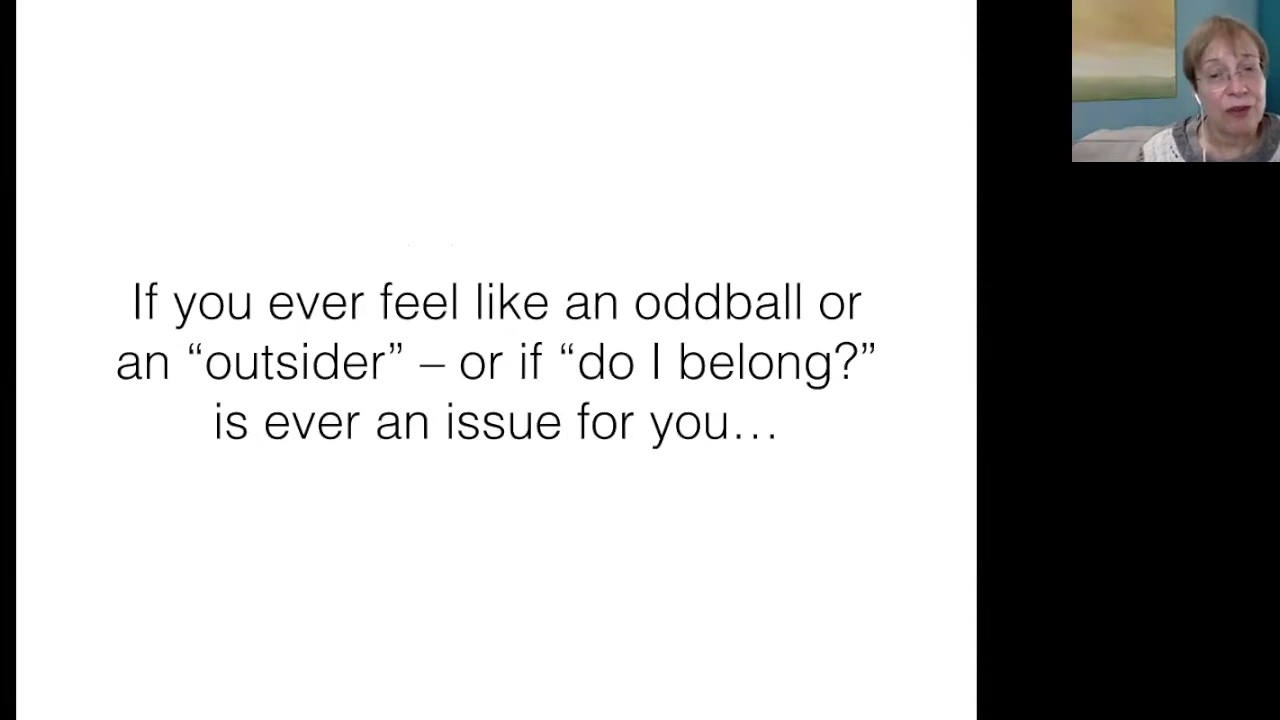 If you ever feel like an oddball or
an “outsider” – or if “do I belong?”
is ever an issue for you…